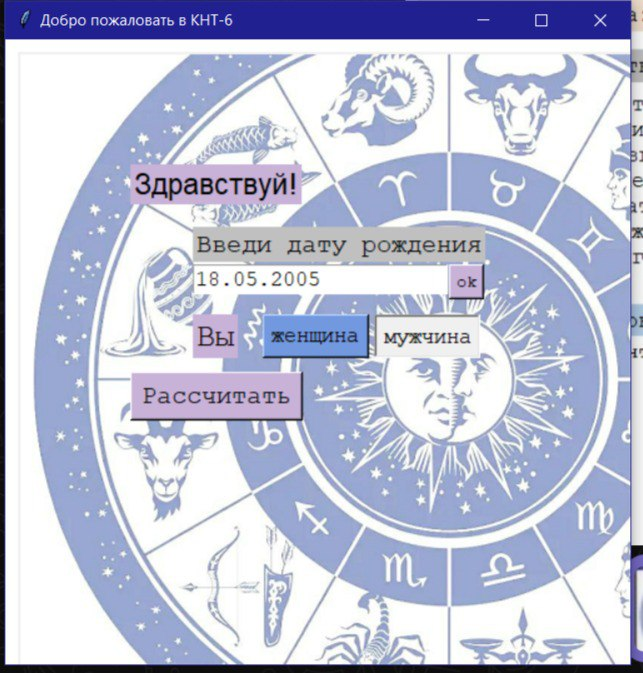 Добро пожаловать в КНТ-6
Здравствуй!
Введи дату рождения
18.05.2005 ok
Вы женщина мужчина
Рассчитать